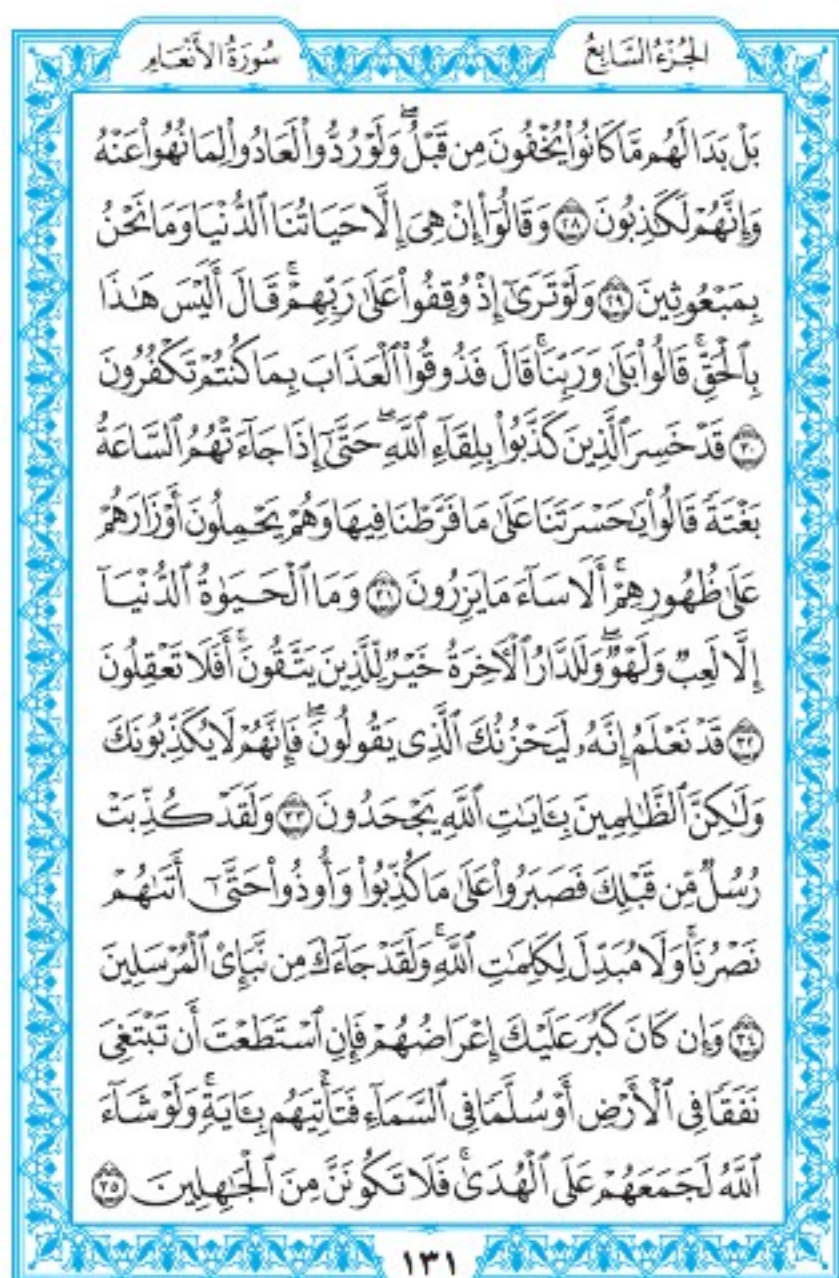 الجُزْءُ السَّابِعُ
سُورَةُ الأَنْعَامِ
بَلْ بَدَا لَهُم مَّا كَانُوا۟ يُخْفُونَ مِن قَبْلُ ۖ وَلَوْ رُدُّوا۟ لَعَادُوا۟ لِمَا نُهُوا۟ عَنْهُ
وَإِنَّهُمْ لَكَـٰذِبُونَ ٢٨ وَقَالُوٓا۟ إِنْ هِىَ إِلَّا حَيَاتُنَا ٱلدُّنْيَا وَمَا نَحْنُ
بِمَبْعُوثِينَ ٢٩ وَلَوْ تَرَىٰٓ إِذْ وُقِفُوا۟ عَلَىٰ رَبِّهِمْ ۚ قَالَ أَلَيْسَ هَـٰذَا
بِٱلْحَقِّ ۚ قَالُوا۟ بَلَىٰ وَرَبِّنَا ۚ قَالَ فَذُوقُوا۟ ٱلْعَذَابَ بِمَا كُنتُمْ تَكْفُرُونَ
٣٠ قَدْ خَسِرَ ٱلَّذِينَ كَذَّبُوا۟ بِلِقَآءِ ٱللَّهِ ۖ حَتَّىٰٓ إِذَا جَآءَتْهُمُ ٱلسَّاعَةُ
بَغْتَةً قَالُوا۟ يَـٰحَسْرَتَنَا عَلَىٰ مَا فَرَّطْنَا فِيهَا وَهُمْ يَحْمِلُونَ أَوْزَارَهُمْ
عَلَىٰ ظُهُورِهِمْ ۚ أَلَا سَآءَ مَا يَزِرُونَ ٣١ وَمَا ٱلْحَيَوٰةُ ٱلدُّنْيَآ
إِلَّا لَعِبٌ وَلَهْوٌ ۖ وَلَلدَّارُ ٱلْـَٔاخِرَةُ خَيْرٌ لِّلَّذِينَ يَتَّقُونَ ۗ أَفَلَا تَعْقِلُونَ
٣٢ قَدْ نَعْلَمُ إِنَّهُۥ لَيَحْزُنُكَ ٱلَّذِى يَقُولُونَ ۖ فَإِنَّهُمْ لَا يُكَذِّبُونَكَ
وَلَـٰكِنَّ ٱلظَّـٰلِمِينَ بِـَٔايَـٰتِ ٱللَّهِ يَجْحَدُونَ ٣٣ وَلَقَدْ كُذِّبَتْ
رُسُلٌ مِّن قَبْلِكَ فَصَبَرُوا۟ عَلَىٰ مَا كُذِّبُوا۟ وَأُوذُوا۟ حَتَّىٰٓ أَتَىٰهُمْ
نَصْرُنَا ۚ وَلَا مُبَدِّلَ لِكَلِمَـٰتِ ٱللَّهِ ۚ وَلَقَدْ جَآءَكَ مِن نَّبَإِى۟ ٱلْمُرْسَلِينَ
٣٤ وَإِن كَانَ كَبُرَ عَلَيْكَ إِعْرَاضُهُمْ فَإِنِ ٱسْتَطَعْتَ أَن تَبْتَغِىَ
نَفَقًا فِى ٱلْأَرْضِ أَوْ سُلَّمًا فِى ٱلسَّمَآءِ فَتَأْتِيَهُم بِـَٔايَةٍ ۚ وَلَوْ شَآءَ
ٱللَّهُ لَجَمَعَهُمْ عَلَى ٱلْهُدَىٰ ۚ فَلَا تَكُونَنَّ مِنَ ٱلْجَـٰهِلِينَ ٣٥
١٣١